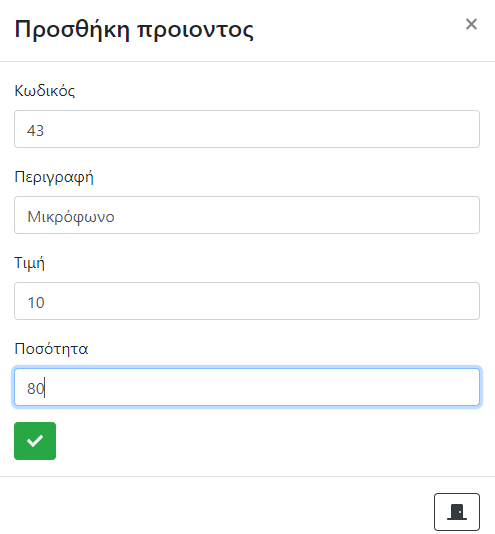 Προσθήκη προιοντος
×
Κωδικός
43
Περιγραφή
Μικρόφωνο
Τιμή
10
Ποσότητα
80